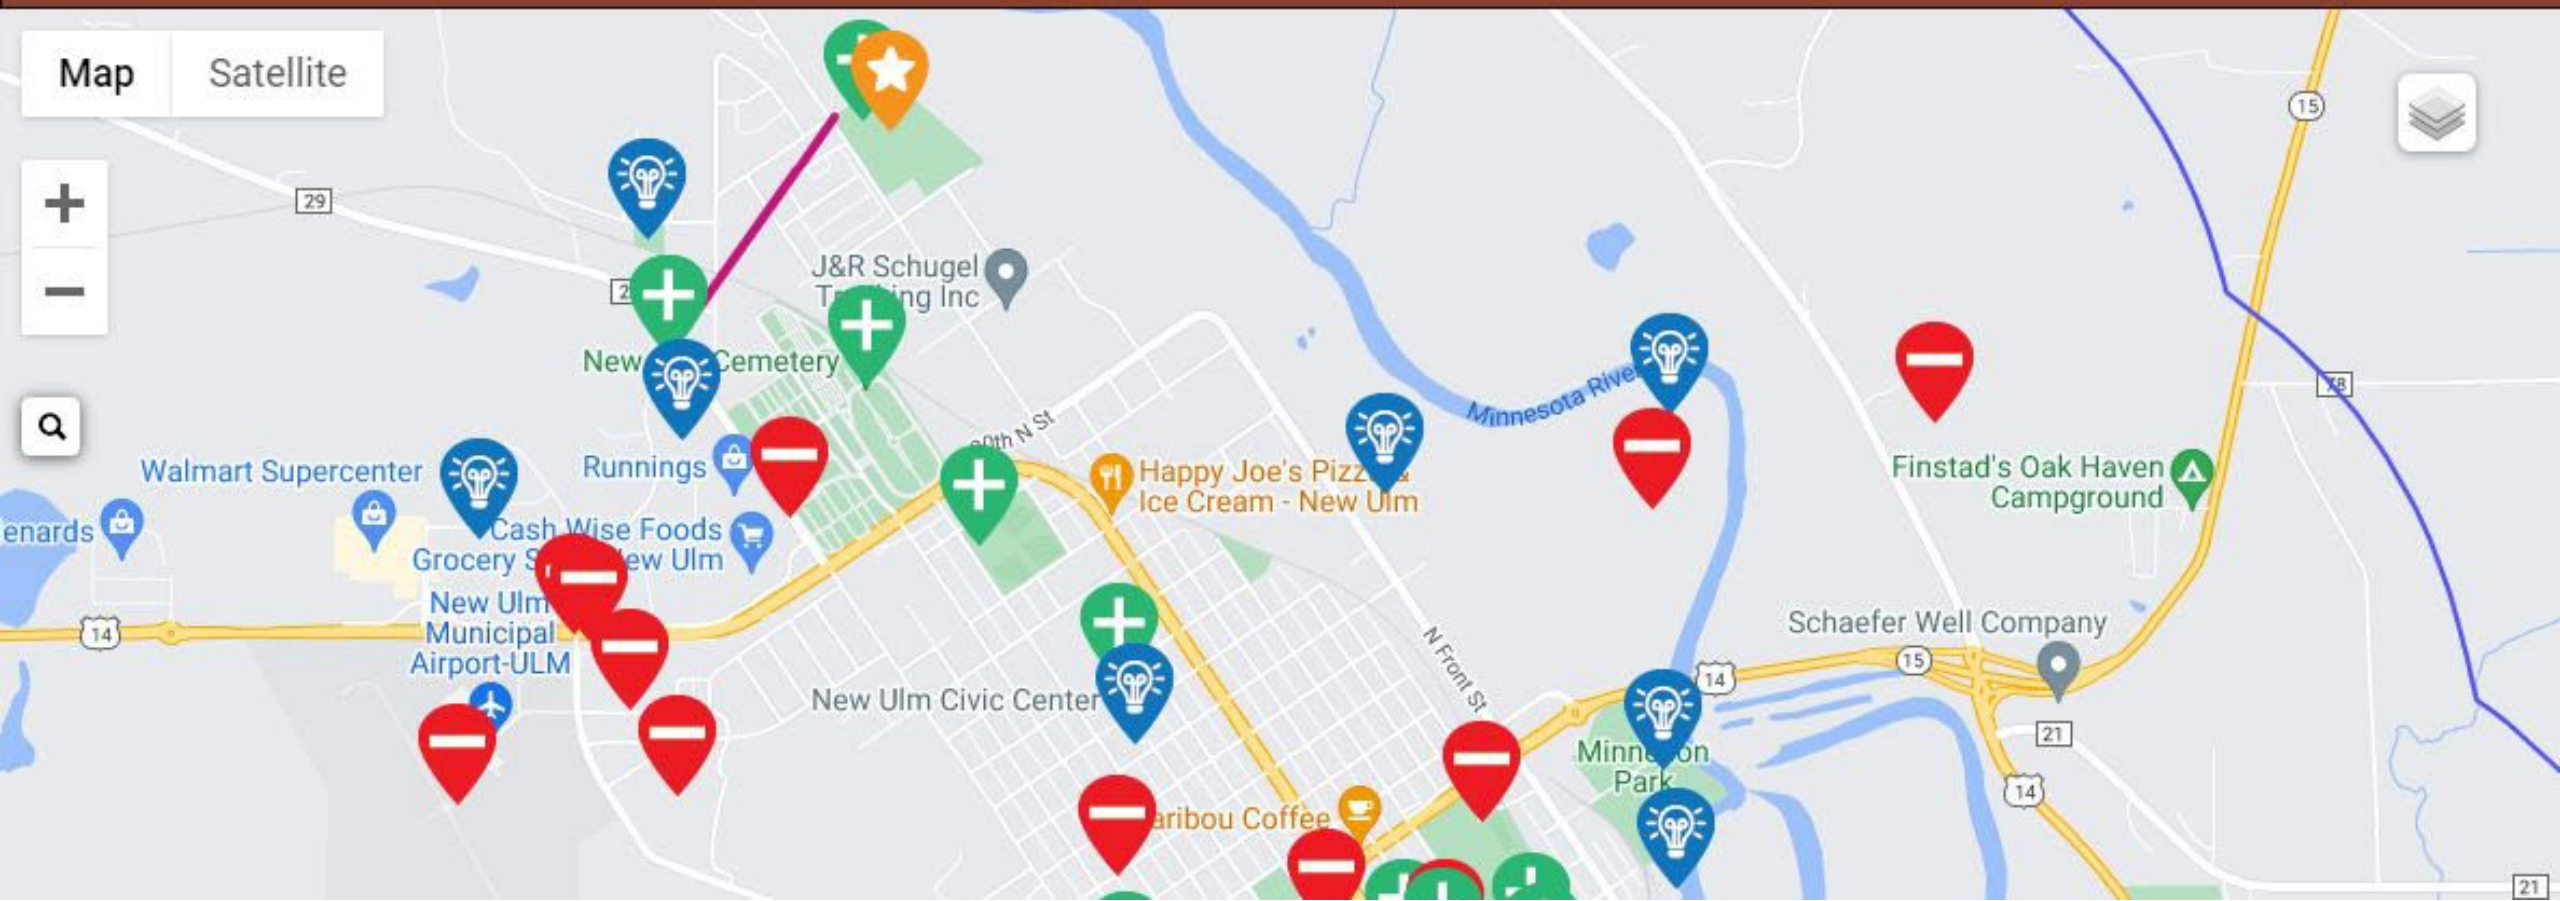 Map
Satellite
15
29
J&R Schugel
Inc
New
Cemetery
78
20th N St
Minnesota River
Walmart Supercenter
Runnings
Happy Joe's
Ice Cream - New Ulm
Finstad's Oak Haven
Campground
enards
Cash Wise Foods
Grocery
New Ulm
14
New Ulm
Municipal
Airport-ULM
N Front St
Schaefer Well Company
15
14
New Ulm Civic Center
21
Park
14
aribou Coffee
21